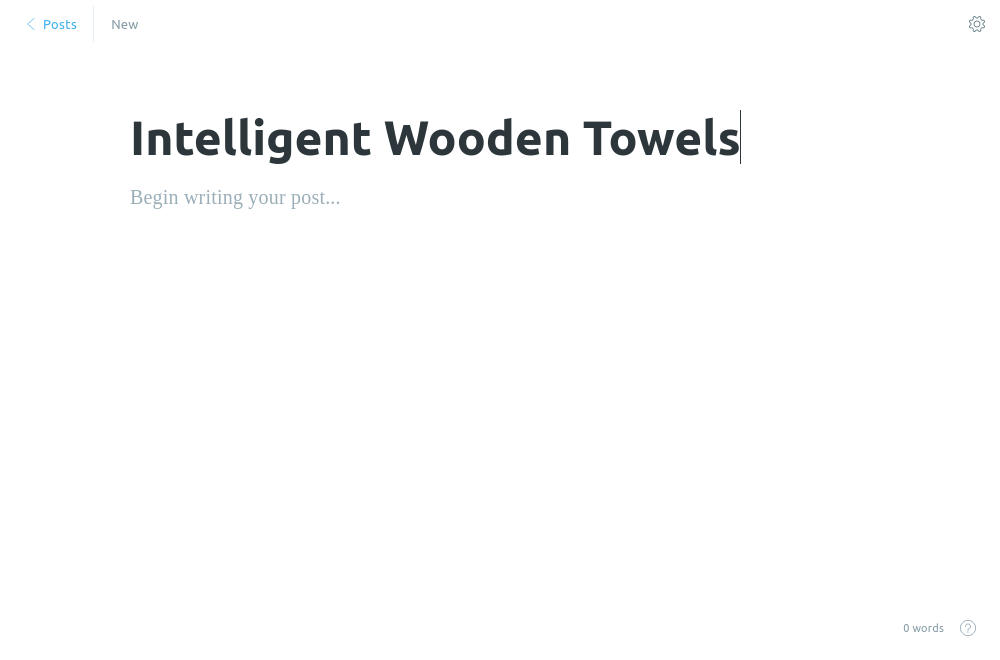 Posts
New
Intelligent Wooden Towels
Begin writing your post...
0 words
?